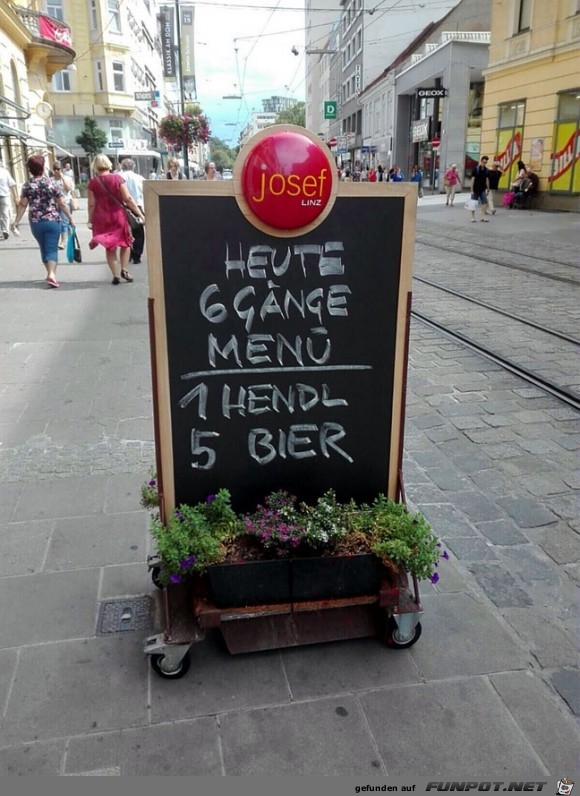 josef
LINZ
HEUTE
6 GÄNGE
MENÜ
1 HENDL
5 BIER
GEOX
D
gefunden auf FUNPOT.NET